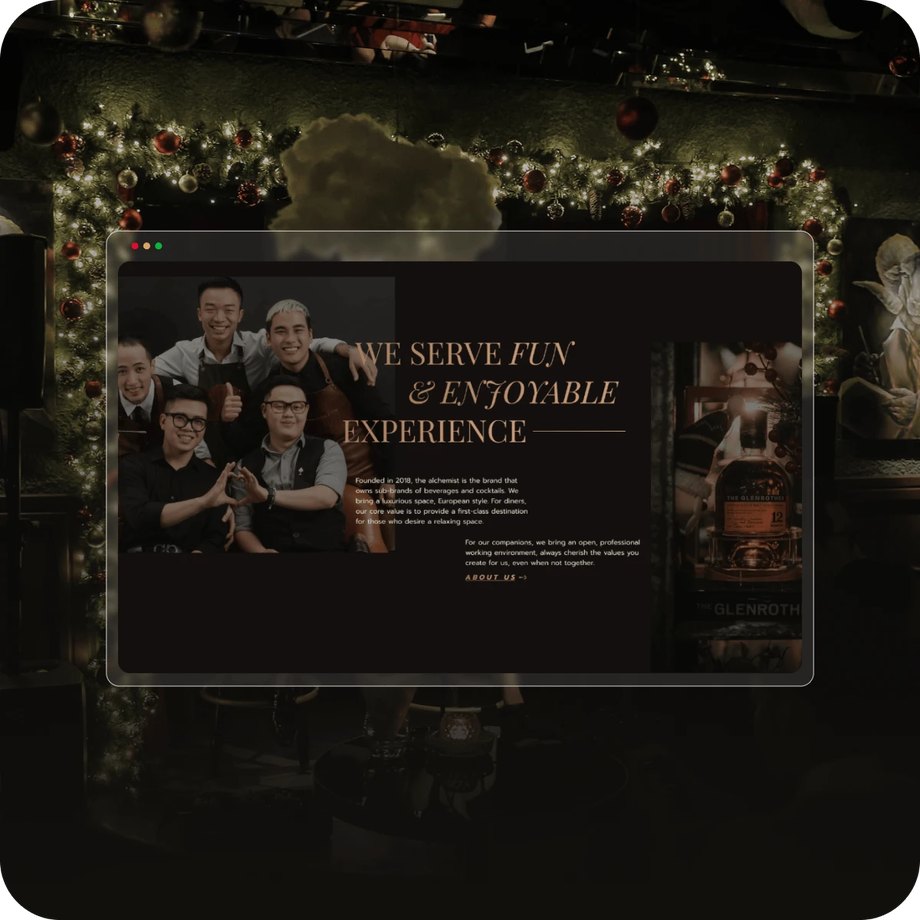 WE SERVE FUN
& ENJOYABLE
EXPERIENCE
Founded in 2018, the alchemist is the brand that
owns sub-brands of beverages and cocktails. We
bring a luxurious space, European style. For diners,
our core value is to provide a first-class destination
for those who desire a relaxing space.
For our companions, we bring an open, professional
working environment, always cherish the values you
create for us, even when not together.
ABOUT US
THE GLENROTHES
12
THE GLENROTH